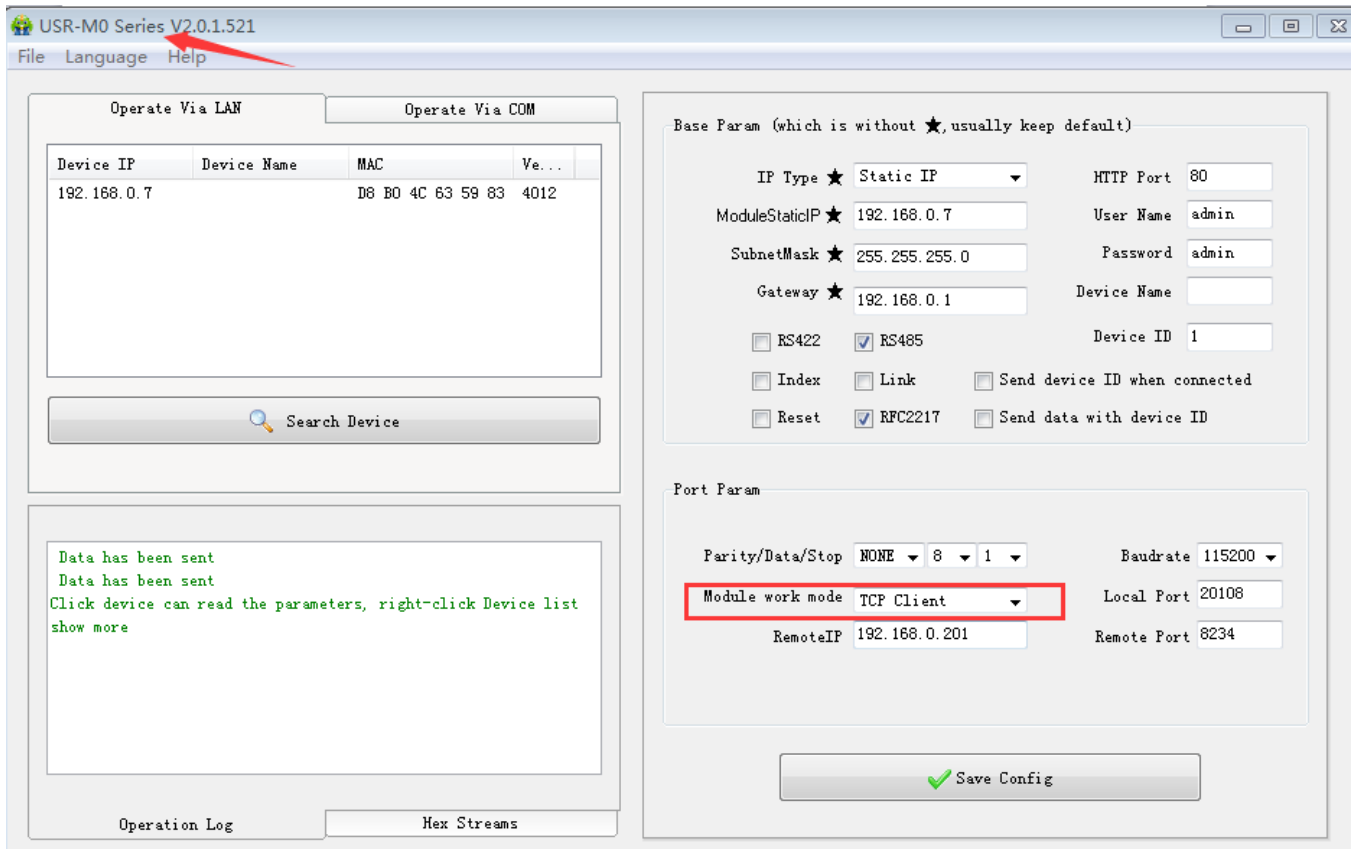 USR-M0 Series V2.0.1.521
File Language Help
Operate Via LAN Operate Via COM
Device IP Device Name MAC Ve...
192.168.0.7 D8 B0 4C 63 59 83 4012
Search Device
Data has been sent
Data has been sent
Click device can read the parameters, right-click Device list
show more
Operation Log Hex Streams
Base Param (which is without ★,usually keep default)
IP Type ★ Static IP HTTP Port 80
ModuleStaticIP ★ 192.168.0.7 User Name admin
SubnetMask ★ 255.255.255.0 Password admin
Gateway ★ 192.168.0.1 Device Name
RS422 RS485 Device ID 1
Index Link Send device ID when connected
Reset RFC2217 Send data with device ID
Port Param
Parity/Data/Stop NONE 8 1 Baudrate 115200
Module work mode TCP Client Local Port 20108
RemoteIP 192.168.0.201 Remote Port 8234
Save Config